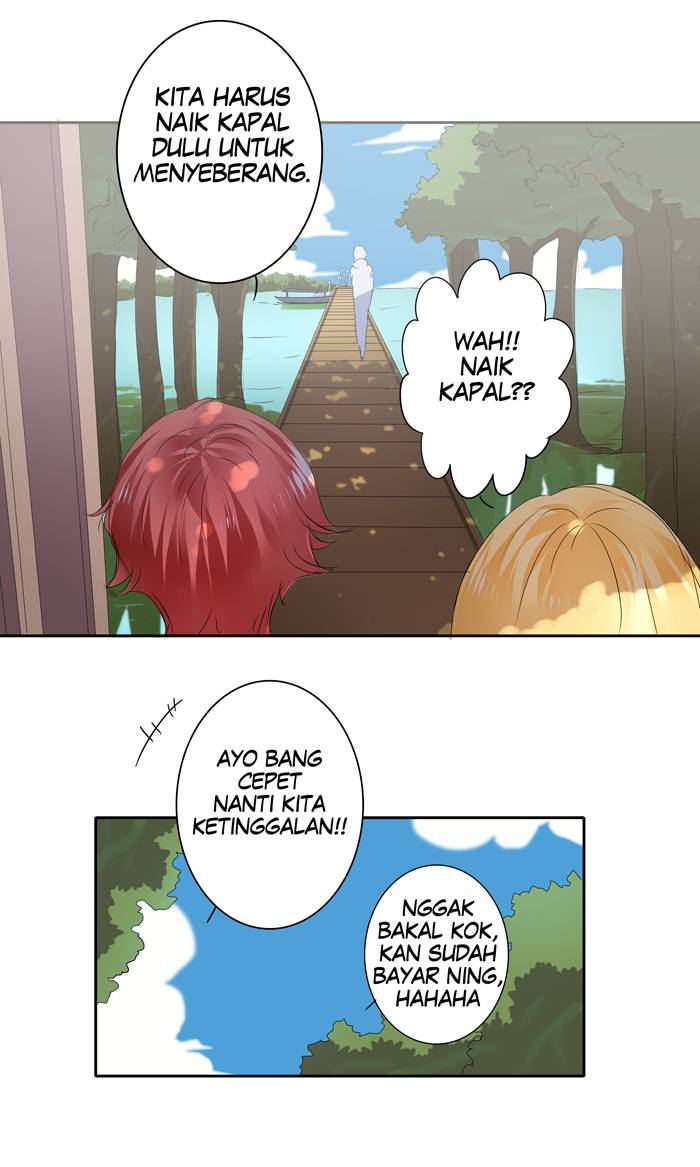 KITA HARUS
NAIK KAPAL
DULU UNTUK
MENYEBERANG.
WAH!!
NAIK
KAPAL??
AYO BANG
CEPET
NANTI KITA
KETINGGALAN!!
NGGAK
BAKAL KOK,
KAN SUDAH
BAYAR NING,
HAHAHA